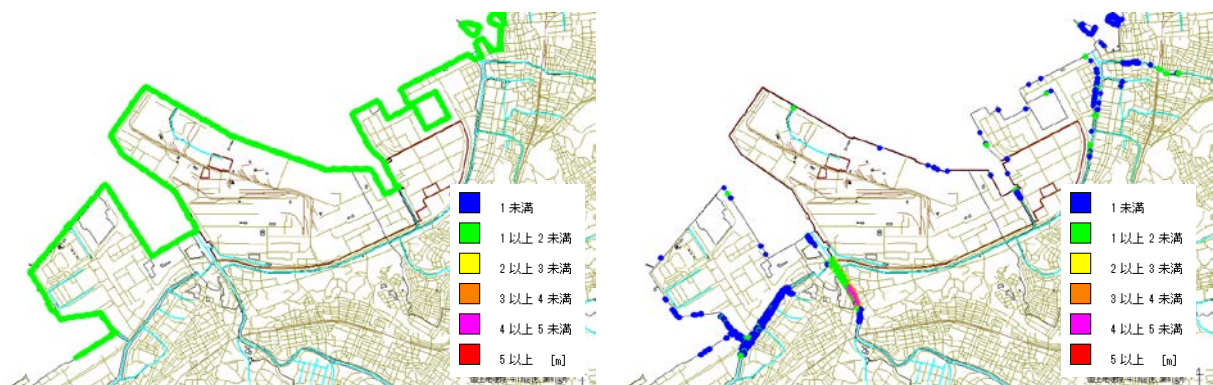 1 未満
1 以上 2 未満
2 以上 3 未満
3 以上 4 未満
4 以上 5 未満
5 以上 [m]
1 未満
1 以上 2 未満
2 以上 3 未満
3 以上 4 未満
4 以上 5 未満
5 以上 [m]